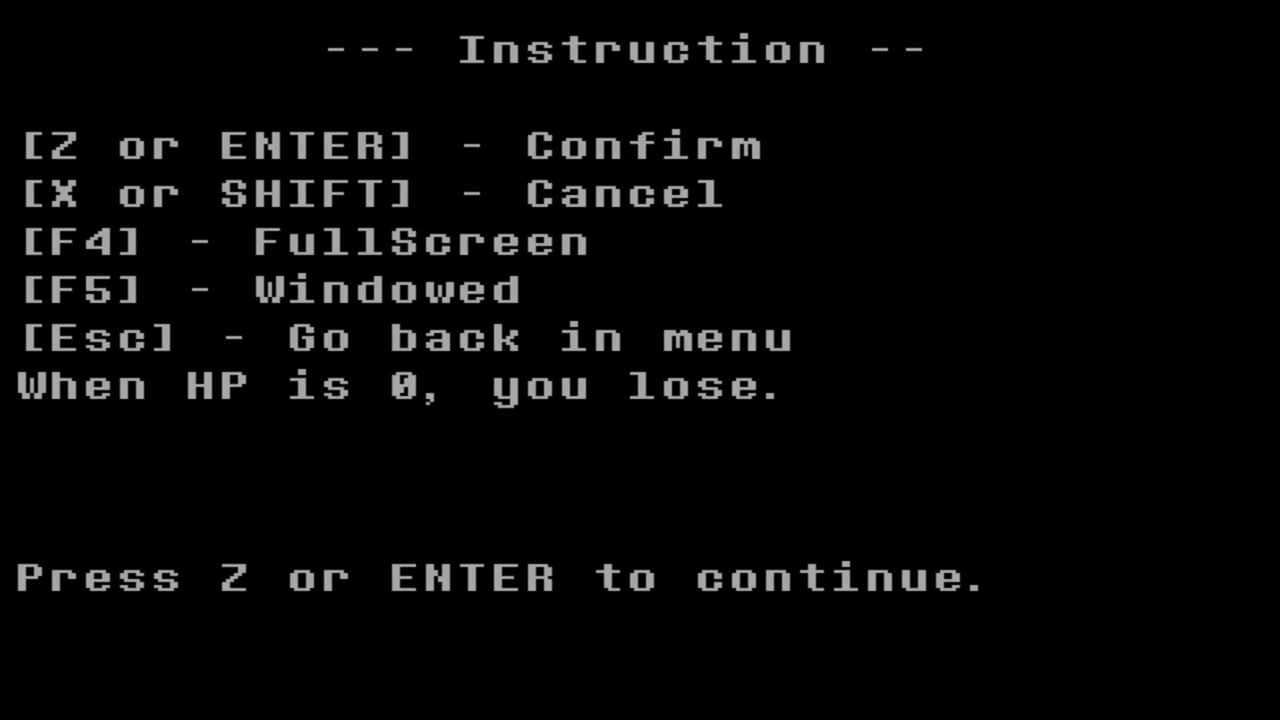 --- Instruction --
[Z or ENTER] - Confirm
[X or SHIFT] - Cancel
[F4] - FullScreen
[F5] - Windowed
[Esc] - Go back in menu
When HP is 0, you lose.
Press Z or ENTER to continue.